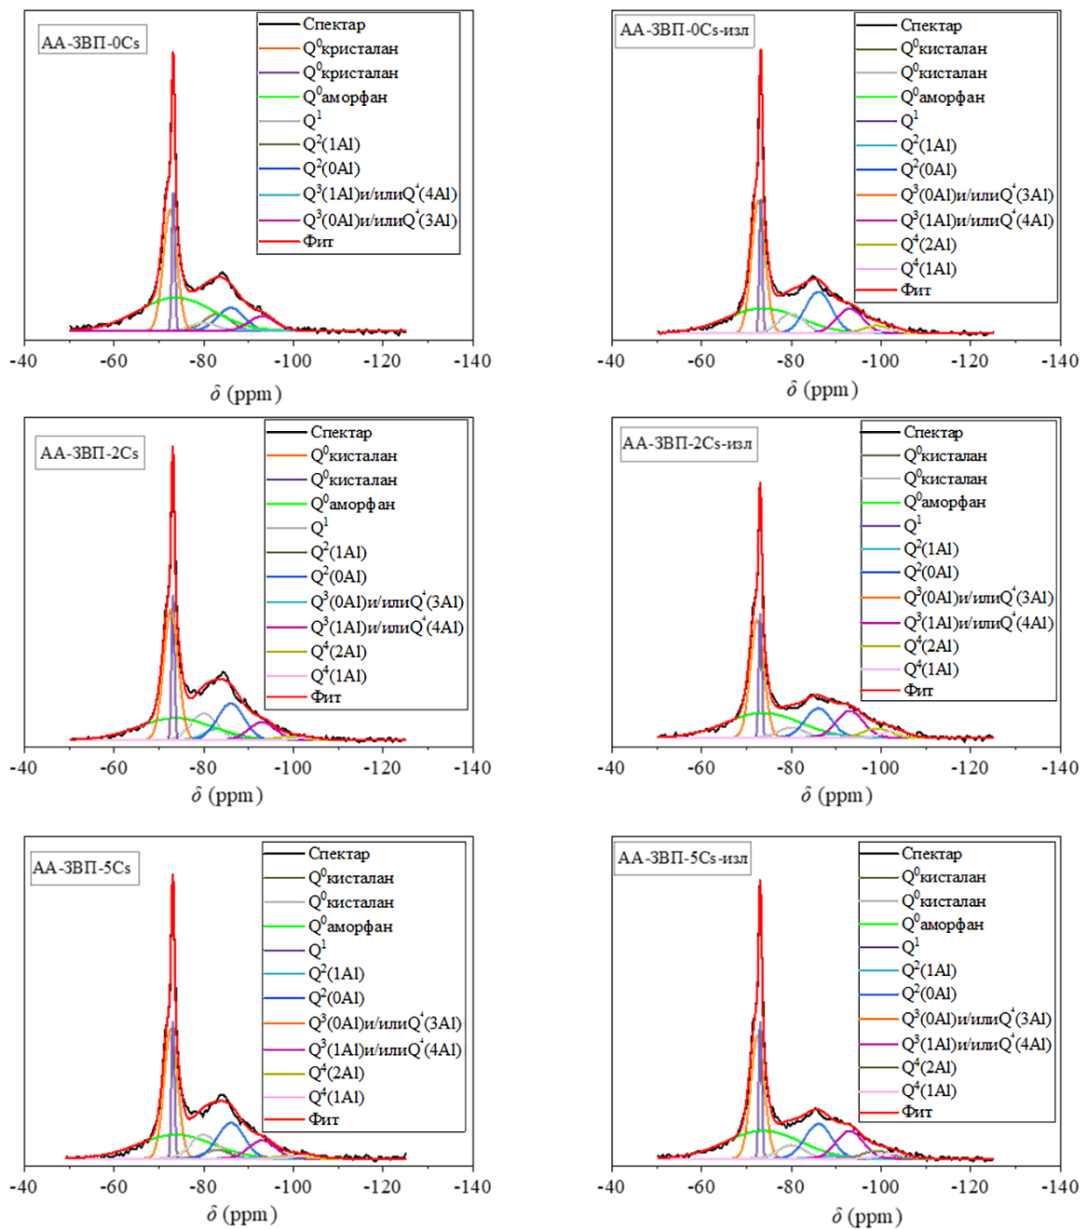 АА-ЗВП-0Cs
Спектар
Q⁰кристалан
Q⁰кристалан
Q⁰аморфан
Q¹
Q²(1Al)
Q²(0Al)
Q³(1Al)и/илиQ⁴(4Al)
Q³(0Al)и/илиQ⁴(3Al)
Фит
-40 -60 -80 -100 -120 -140
δ (ppm)
АА-ЗВП-0Cs-изл
Спектар
Q⁰кисталан
Q⁰кисталан
Q⁰аморфан
Q¹
Q²(1Al)
Q²(0Al)
Q³(0Al)и/илиQ⁴(3Al)
Q³(1Al)и/илиQ⁴(4Al)
Q⁴(2Al)
Q⁴(1Al)
Фит
-40 -60 -80 -100 -120 -140
δ (ppm)
АА-ЗВП-2Cs
Спектар
Q⁰кисталан
Q⁰кисталан
Q⁰аморфан
Q¹
Q²(1Al)
Q²(0Al)
Q³(0Al)и/илиQ⁴(3Al)
Q³(1Al)и/илиQ⁴(4Al)
Q⁴(2Al)
Q⁴(1Al)
Фит
-40 -60 -80 -100 -120 -140
δ (ppm)
АА-ЗВП-2Cs-изл
Спектар
Q⁰кисталан
Q⁰кисталан
Q⁰аморфан
Q¹
Q²(1Al)
Q²(0Al)
Q³(0Al)и/илиQ⁴(3Al)
Q³(1Al)и/илиQ⁴(4Al)
Q⁴(2Al)
Q⁴(1Al)
Фит
-40 -60 -80 -100 -120 -140
δ (ppm)
АА-ЗВП-5Cs
Спектар
Q⁰кисталан
Q⁰кисталан
Q⁰аморфан
Q¹
Q²(1Al)
Q²(0Al)
Q³(0Al)и/илиQ⁴(3Al)
Q³(1Al)и/илиQ⁴(4Al)
Q⁴(2Al)
Q⁴(1Al)
Фит
-40 -60 -80 -100 -120 -140
δ (ppm)
АА-ЗВП-5Cs-изл
Спектар
Q⁰кисталан
Q⁰кисталан
Q⁰аморфан
Q¹
Q²(1Al)
Q²(0Al)
Q³(0Al)и/илиQ⁴(3Al)
Q³(1Al)и/илиQ⁴(4Al)
Q⁴(2Al)
Q⁴(1Al)
Фит
-40 -60 -80 -100 -120 -140
δ (ppm)